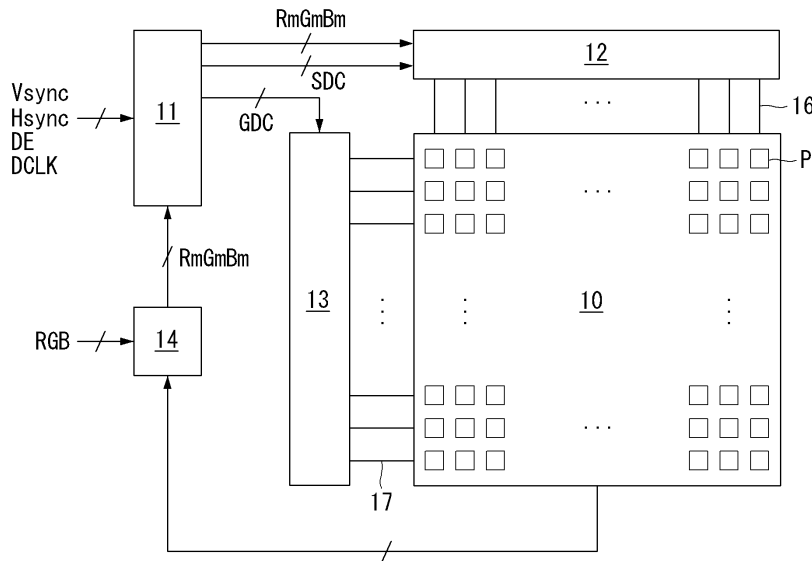 RmGmBm
12
Vsync
Hsync
DE
DCLK
11
SDC
GDC
...
16
P
...
RmGmBm
13
10
RGB
14
...
17